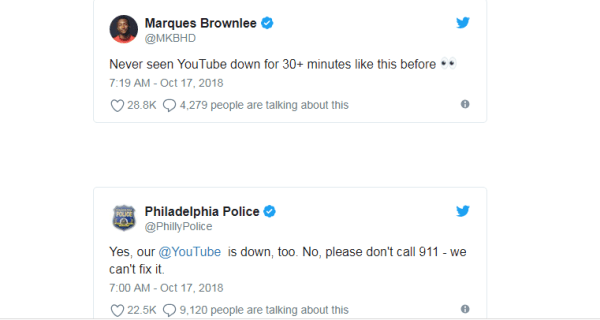 Marques Brownlee
@MKBHD
Never seen YouTube down for 30+ minutes like this before 👀
7:19 AM - Oct 17, 2018
28.8K 4,279 people are talking about this
Philadelphia Police
@PhillyPolice
Yes, our @YouTube is down, too. No, please don't call 911 - we
can't fix it.
7:00 AM - Oct 17, 2018
22.5K 9,120 people are talking about this